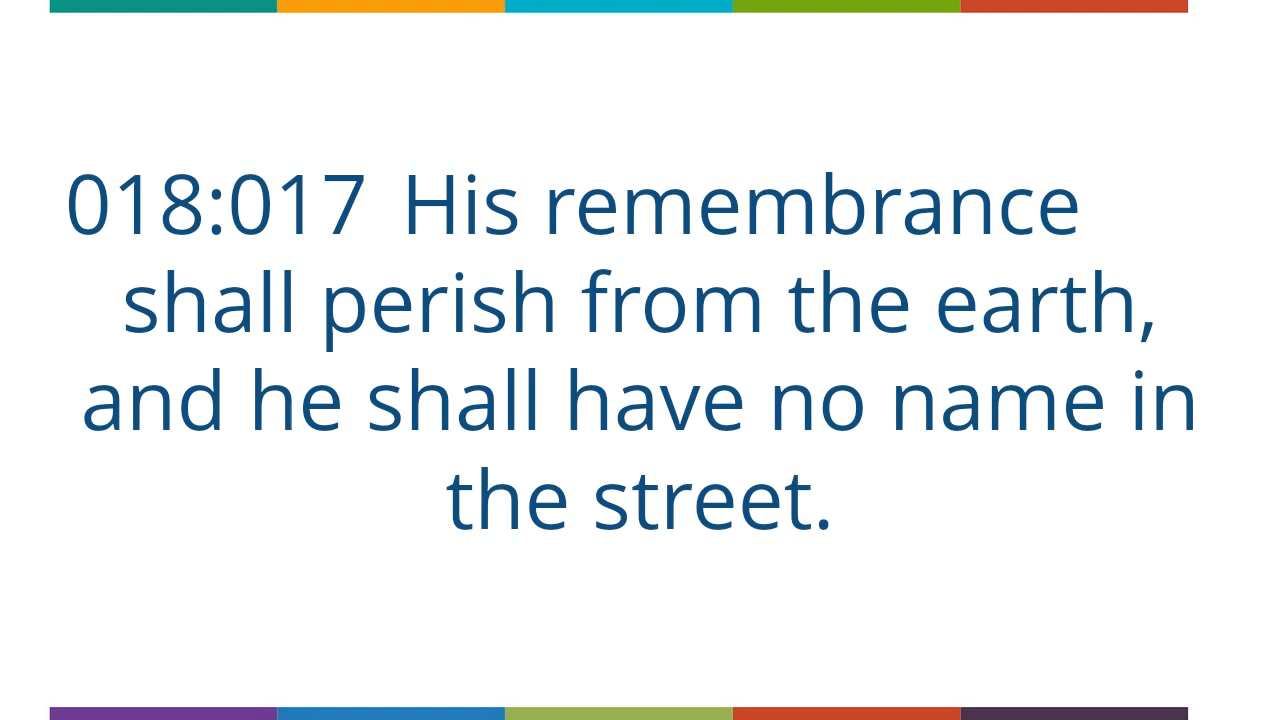 018:017 His remembrance
shall perish from the earth,
and he shall have no name in
the street.